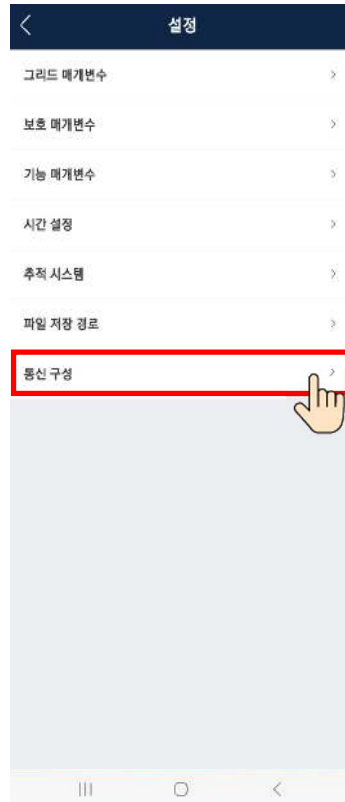 설정
그리드 매개변수
보호 매개변수
기능 매개변수
시간 설정
추적 시스템
파일 저장 경로
통신 구성